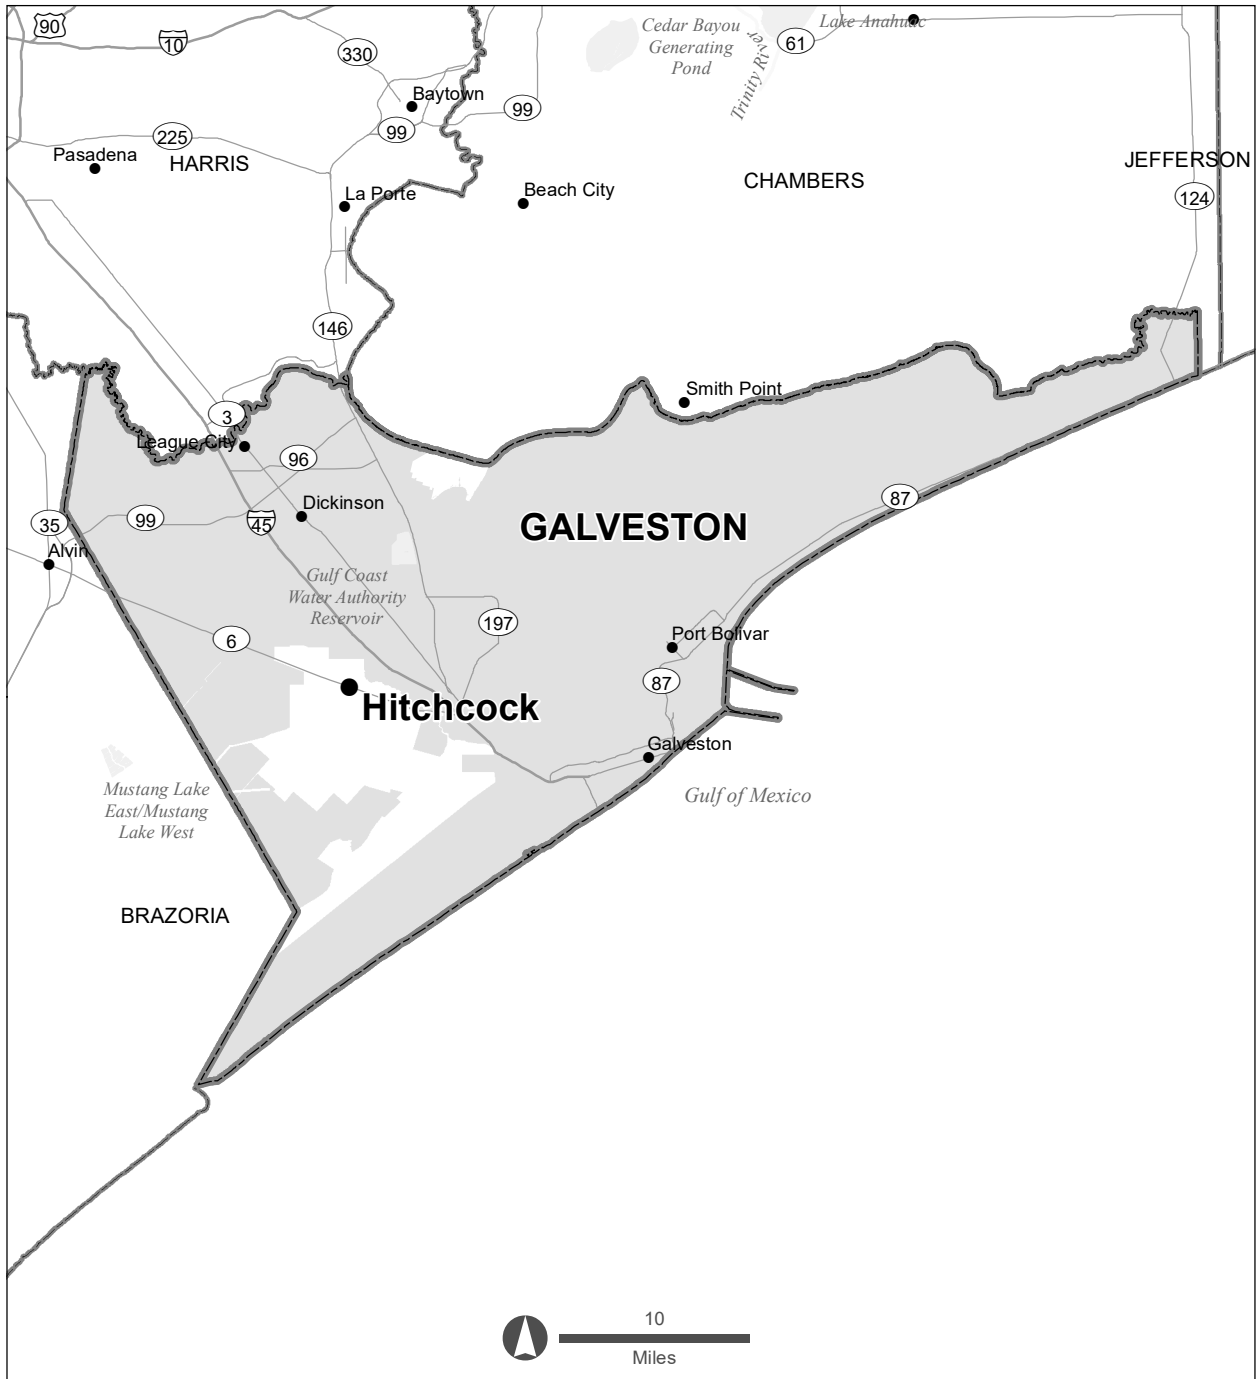 90
10
330
Cedar Bayou
Generating
Pond
Lake Anahuac
61
Trinity River
Baytown
99
99
225
Pasadena
HARRIS
La Porte
Beach City
CHAMBERS
JEFFERSON
124
146
Smith Point
3
League City
96
87
35
99
45
Dickinson
GALVESTON
Alvin
Gulf Coast
Water Authority
Reservoir
197
6
Port Bolivar
87
Hitchcock
Galveston
Mustang Lake
East/Mustang
Lake West
Gulf of Mexico
BRAZORIA
10
Miles